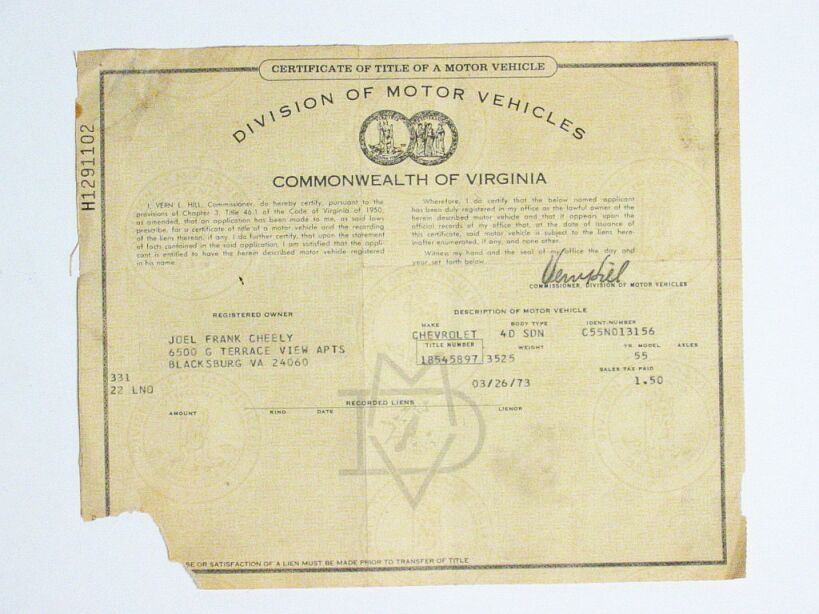 CERTIFICATE OF TITLE OF A MOTOR VEHICLE
DIVISION OF MOTOR VEHICLES
COMMONWEALTH OF VIRGINIA
H1291102
I, VERN L. HILL, Commissioner, do hereby certify, pursuant to the
provisions of Chapter 3, Title 46.1 of the Code of Virginia of 1950,
as amended, that an application has been made to me, as said laws
prescribe, for a certificate of title of a motor vehicle and the recording
of the liens thereon, if any. I do further certify, that upon the statement
of facts contained in the said application, I am satisfied that the appli-
cant is entitled to have the herein described motor vehicle registered
in his name.
Wherefore, I do certify that the below named applicant
has been duly registered in my office as the lawful owner of the
herein described motor vehicle and that it appears upon the
official records of my office that, at the date of issuance of
this certificate, said motor vehicle is subject to the liens here-
inafter enumerated, if any, and none other.
Witness my hand and the seal of my office the day and
year set forth below.
Vern L Hill
COMMISSIONER, DIVISION OF MOTOR VEHICLES
REGISTERED OWNER
JOEL FRANK CHEELY
6500 G TERRACE VIEW APTS
BLACKSBURG VA 24060
331
22 LNO
DESCRIPTION OF MOTOR VEHICLE
MAKE BODY TYPE IDENT. NUMBER
CHEVROLET 4D SDN C55N013156
TITLE NUMBER WEIGHT YR. MODEL AXLES
18545897 3525 55
SALES TAX PAID
03/26/73 1.50
RECORDED LIENS
AMOUNT KIND DATE LIENOR
DMV
SE OR SATISFACTION OF A LIEN MUST BE MADE PRIOR TO TRANSFER OF TITLE